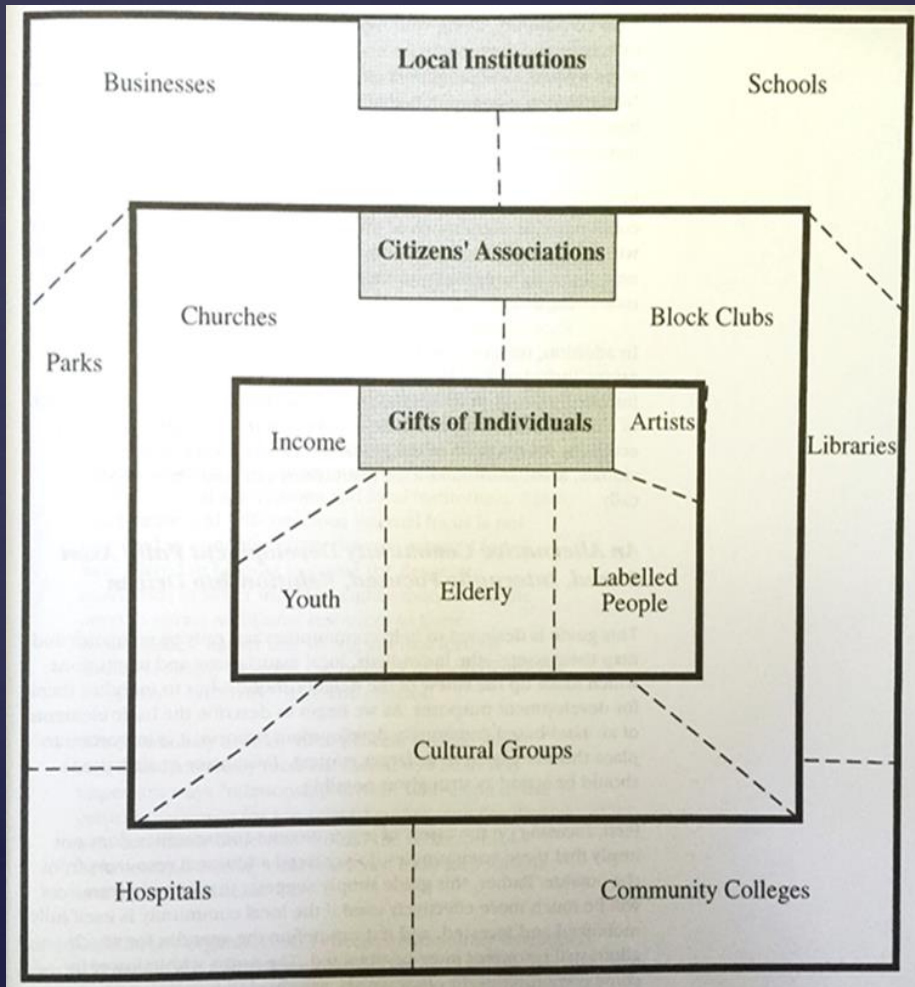 Local Institutions
Businesses
Schools
Citizens' Associations
Churches
Block Clubs
Parks
Gifts of Individuals
Artists
Income
Libraries
Youth
Elderly
Labelled
People
Cultural Groups
Hospitals
Community Colleges